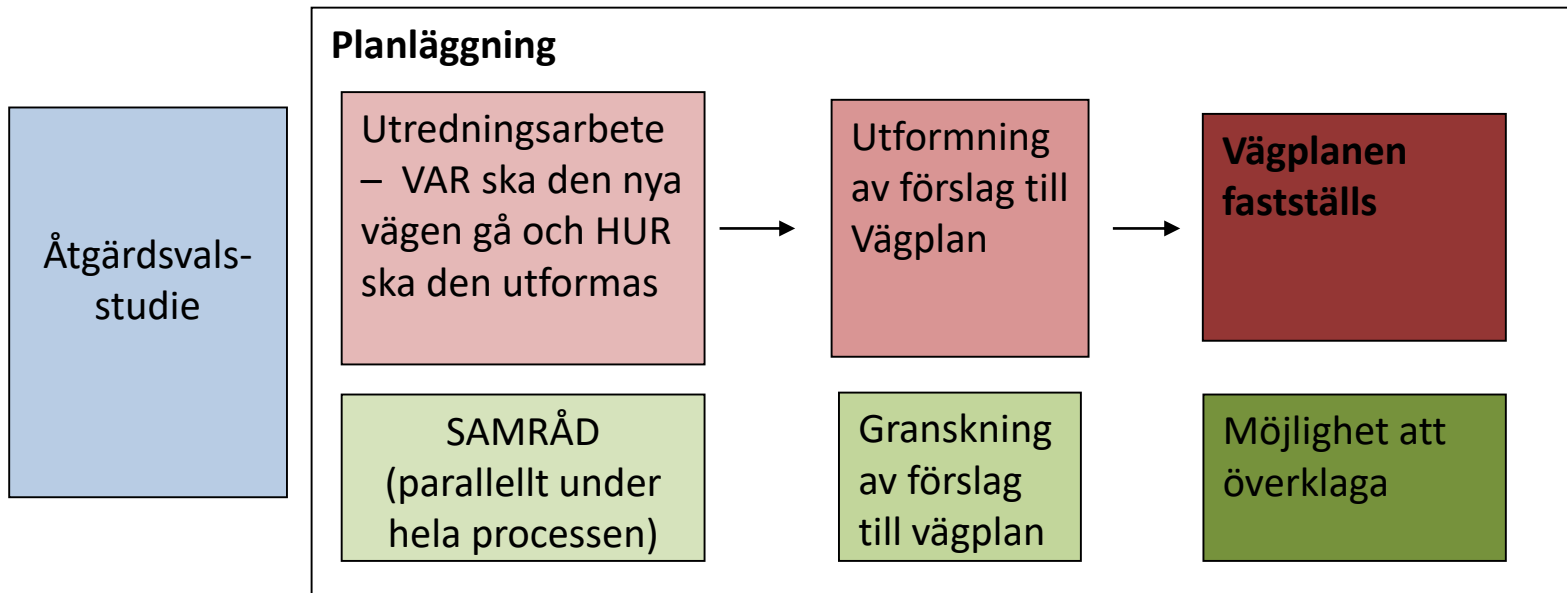 Planläggning
Åtgärdsvals-
studie
Utredningsarbete
– VAR ska den nya
vägen gå och HUR
ska den utformas
Utformning
av förslag till
Vägplan
Vägplanen
fastställs
SAMRÅD
(parallellt under
hela processen)
Granskning
av förslag
till vägplan
Möjlighet att
överklaga